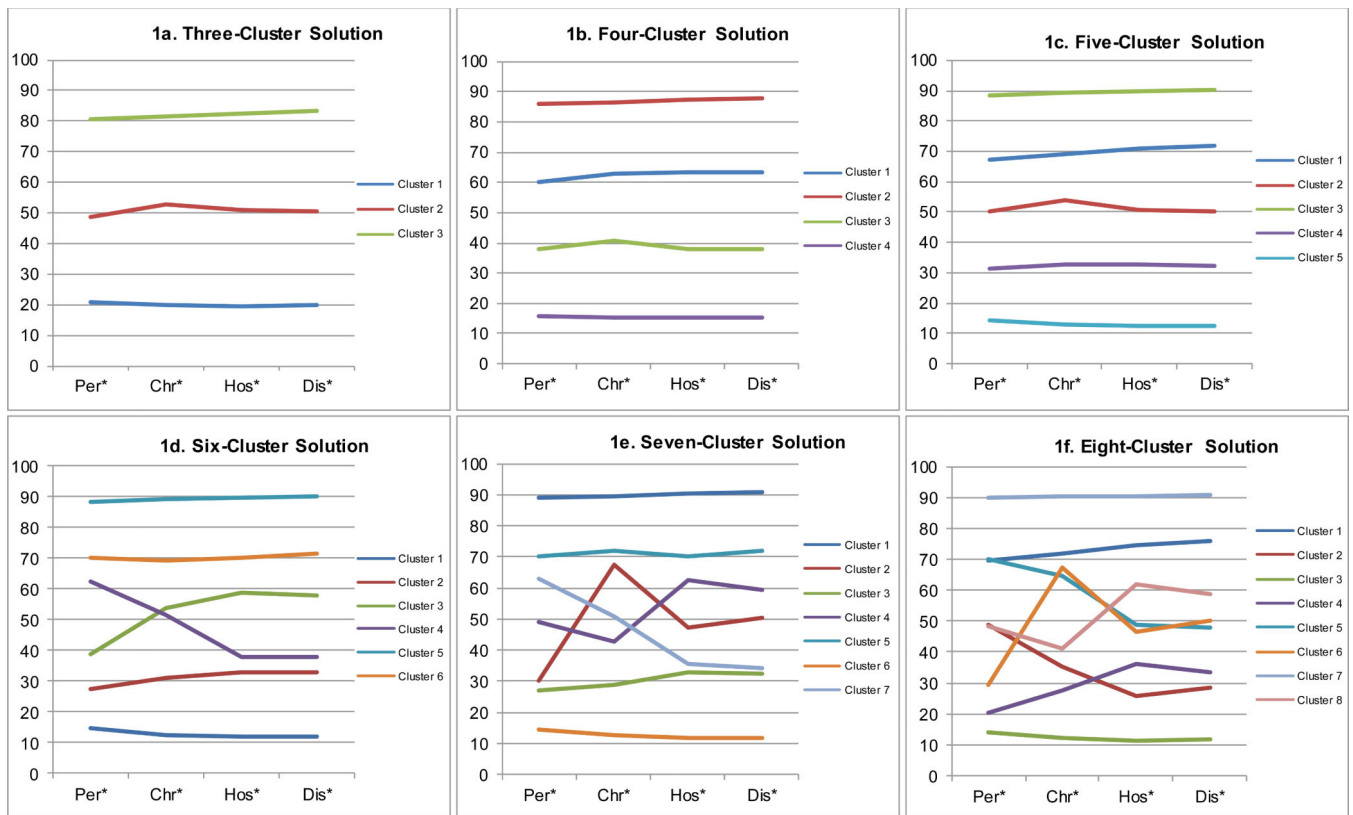 1a. Three-Cluster Solution
100
90
80
70
60
50
40
30
20
10
0
Per* Chr* Hos* Dis*
Cluster 1
Cluster 2
Cluster 3
1b. Four-Cluster Solution
100
90
80
70
60
50
40
30
20
10
0
Per* Chr* Hos* Dis*
Cluster 1
Cluster 2
Cluster 3
Cluster 4
1c. Five-Cluster Solution
100
90
80
70
60
50
40
30
20
10
0
Per* Chr* Hos* Dis*
Cluster 1
Cluster 2
Cluster 3
Cluster 4
Cluster 5
1d. Six-Cluster Solution
100
90
80
70
60
50
40
30
20
10
0
Per* Chr* Hos* Dis*
Cluster 1
Cluster 2
Cluster 3
Cluster 4
Cluster 5
Cluster 6
1e. Seven-Cluster Solution
100
90
80
70
60
50
40
30
20
10
0
Per* Chr* Hos* Dis*
Cluster 1
Cluster 2
Cluster 3
Cluster 4
Cluster 5
Cluster 6
Cluster 7
1f. Eight-Cluster Solution
100
90
80
70
60
50
40
30
20
10
0
Per* Chr* Hos* Dis*
Cluster 1
Cluster 2
Cluster 3
Cluster 4
Cluster 5
Cluster 6
Cluster 7
Cluster 8